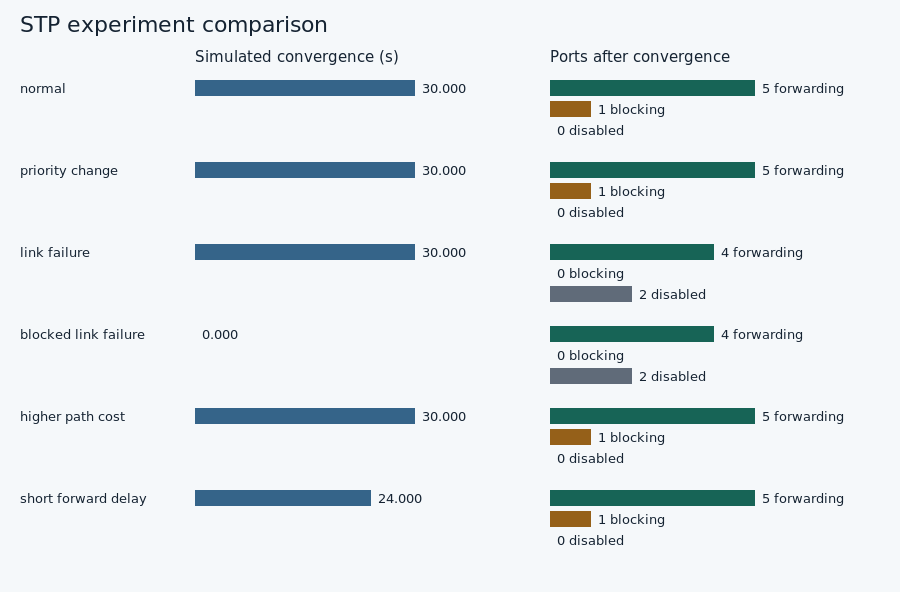 STP experiment comparison
Simulated convergence (s) Ports after convergence
normal 30.000 5 forwarding
1 blocking
0 disabled
priority change 30.000 5 forwarding
1 blocking
0 disabled
link failure 30.000 4 forwarding
0 blocking
2 disabled
blocked link failure 0.000 4 forwarding
0 blocking
2 disabled
higher path cost 30.000 5 forwarding
1 blocking
0 disabled
short forward delay 24.000 5 forwarding
1 blocking
0 disabled